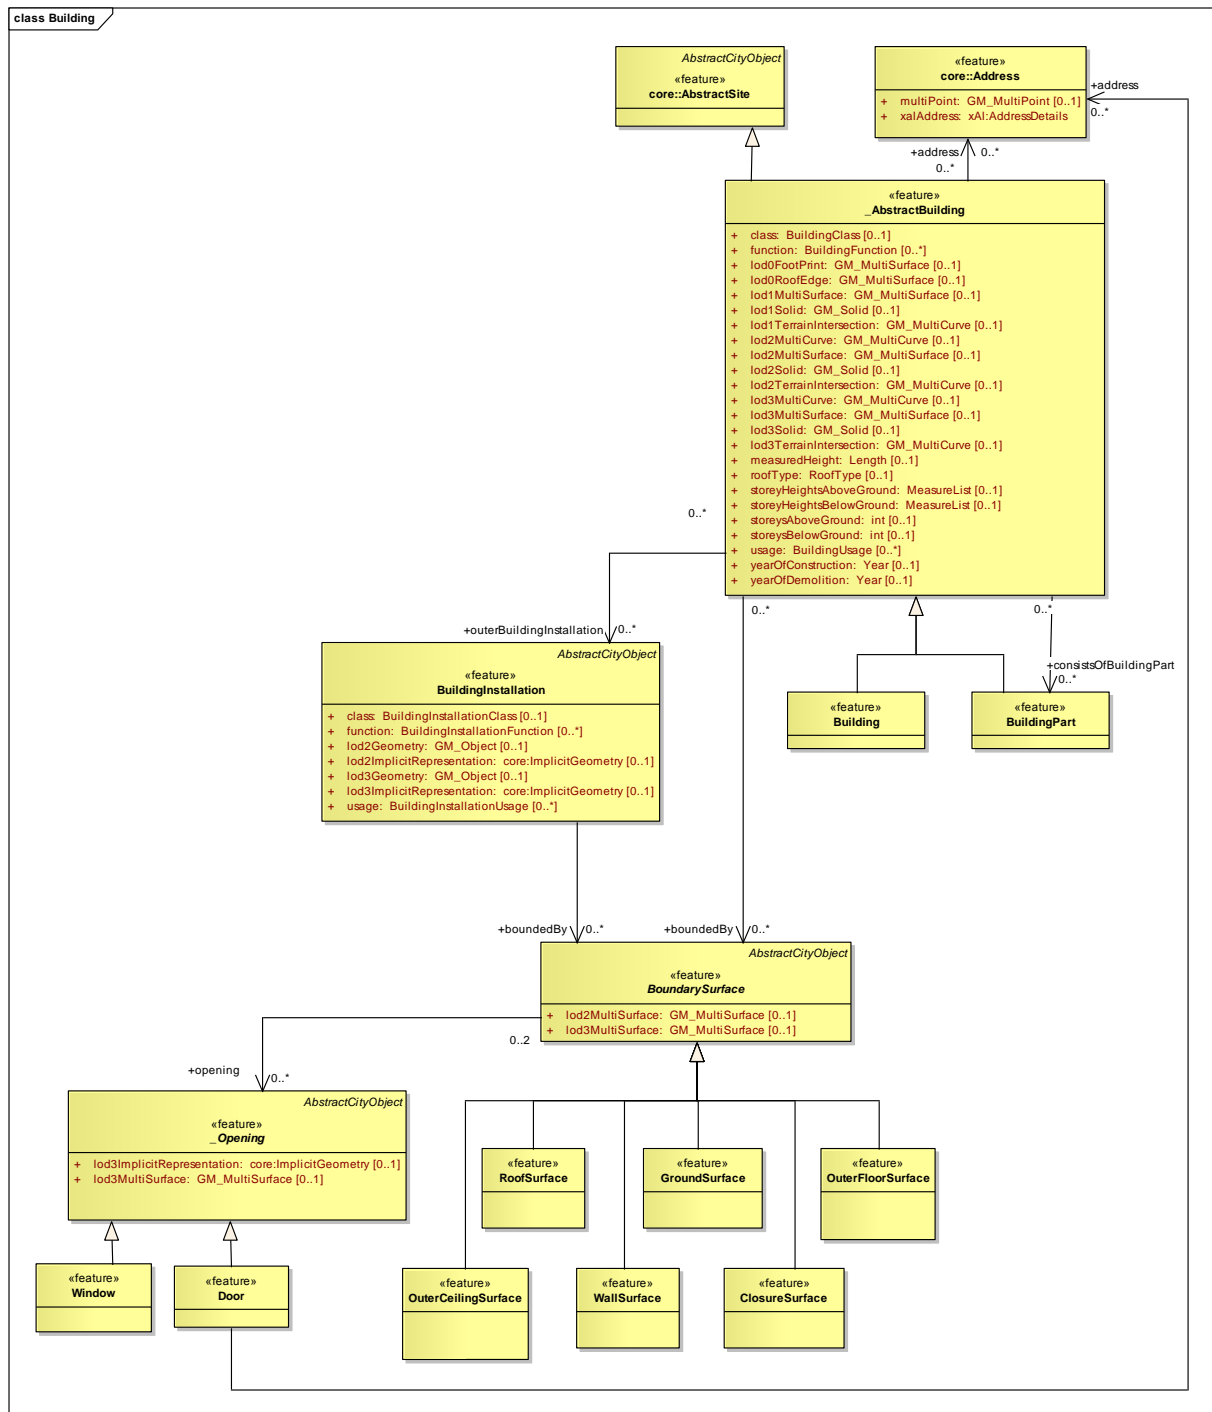 class Building
AbstractCityObject
«feature»
core::AbstractSite
«feature»
core::Address
+ multiPoint: GM_MultiPoint [0..1]
+ xalAddress: xAl:AddressDetails
+address
0..*
+address
0..*
0..*
«feature»
_AbstractBuilding
+ class: BuildingClass [0..1]
+ function: BuildingFunction [0..*]
+ lod0FootPrint: GM_MultiSurface [0..1]
+ lod0RoofEdge: GM_MultiSurface [0..1]
+ lod1MultiSurface: GM_MultiSurface [0..1]
+ lod1Solid: GM_Solid [0..1]
+ lod1TerrainIntersection: GM_MultiCurve [0..1]
+ lod2MultiCurve: GM_MultiCurve [0..1]
+ lod2MultiSurface: GM_MultiSurface [0..1]
+ lod2Solid: GM_Solid [0..1]
+ lod2TerrainIntersection: GM_MultiCurve [0..1]
+ lod3MultiCurve: GM_MultiCurve [0..1]
+ lod3MultiSurface: GM_MultiSurface [0..1]
+ lod3Solid: GM_Solid [0..1]
+ lod3TerrainIntersection: GM_MultiCurve [0..1]
+ measuredHeight: Length [0..1]
+ roofType: RoofType [0..1]
+ storeyHeightsAboveGround: MeasureList [0..1]
+ storeyHeightsBelowGround: MeasureList [0..1]
+ storeysAboveGround: int [0..1]
+ storeysBelowGround: int [0..1]
+ usage: BuildingUsage [0..*]
+ yearOfConstruction: Year [0..1]
+ yearOfDemolition: Year [0..1]
0..*
0..*
0..*
+outerBuildingInstallation
0..*
+consistsOfBuildingPart
0..*
AbstractCityObject
«feature»
BuildingInstallation
+ class: BuildingInstallationClass [0..1]
+ function: BuildingInstallationFunction [0..*]
+ lod2Geometry: GM_Object [0..1]
+ lod2ImplicitRepresentation: core:ImplicitGeometry [0..1]
+ lod3Geometry: GM_Object [0..1]
+ lod3ImplicitRepresentation: core:ImplicitGeometry [0..1]
+ usage: BuildingInstallationUsage [0..*]
«feature»
Building
«feature»
BuildingPart
+boundedBy
0..*
+boundedBy
0..*
AbstractCityObject
«feature»
BoundarySurface
+ lod2MultiSurface: GM_MultiSurface [0..1]
+ lod3MultiSurface: GM_MultiSurface [0..1]
0..2
+opening
0..*
AbstractCityObject
«feature»
_Opening
+ lod3ImplicitRepresentation: core:ImplicitGeometry [0..1]
+ lod3MultiSurface: GM_MultiSurface [0..1]
«feature»
RoofSurface
«feature»
GroundSurface
«feature»
OuterFloorSurface
«feature»
Window
«feature»
Door
«feature»
OuterCeilingSurface
«feature»
WallSurface
«feature»
ClosureSurface